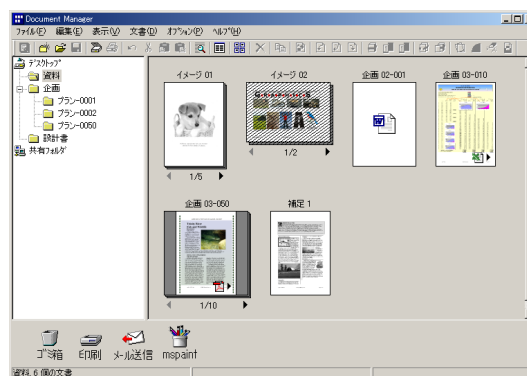 Document Manager
ﾌｧｲﾙ(F) 編集(E) 表示(V) 文書(D) ｵﾌﾟｼｮﾝ(P) ﾍﾙﾌﾟ(H)
ﾃﾞｽｸﾄｯﾌﾟ
資料
企画
プラン-0001
プラン-0002
プラン-0050
設計書
共有ﾌｫﾙﾀﾞ
イメージ 01
イメージ 02
企画 02-001
企画 03-010
1/5
1/2
企画 03-050
補足 1
1/10
ゴミ箱
印刷
メール送信
mspaint
資料, 6 個の文書